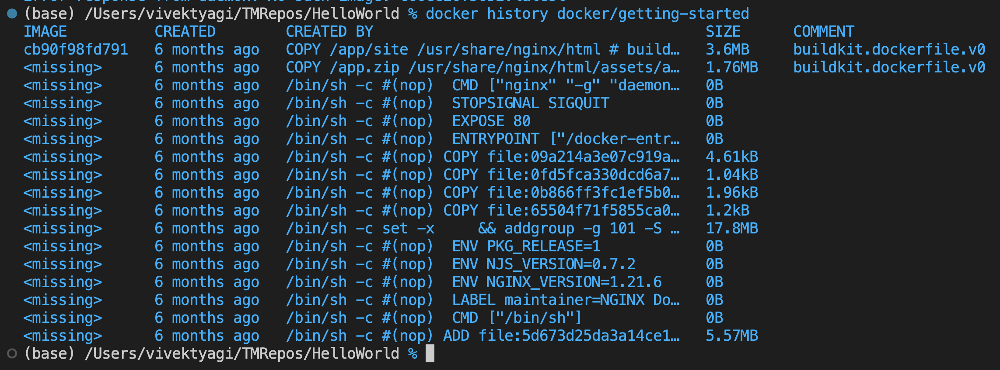 (base) /Users/vivektyagi/TMRepos/HelloWorld % docker history docker/getting-started
IMAGE CREATED CREATED BY SIZE COMMENT
cb90f98fd791 6 months ago COPY /app/site /usr/share/nginx/html # build… 3.6MB buildkit.dockerfile.v0
<missing> 6 months ago COPY /app.zip /usr/share/nginx/html/assets/a… 1.76MB buildkit.dockerfile.v0
<missing> 6 months ago /bin/sh -c #(nop) CMD ["nginx" "-g" "daemon… 0B
<missing> 6 months ago /bin/sh -c #(nop) STOPSIGNAL SIGQUIT 0B
<missing> 6 months ago /bin/sh -c #(nop) EXPOSE 80 0B
<missing> 6 months ago /bin/sh -c #(nop) ENTRYPOINT ["/docker-entr… 0B
<missing> 6 months ago /bin/sh -c #(nop) COPY file:09a214a3e07c919a… 4.61kB
<missing> 6 months ago /bin/sh -c #(nop) COPY file:0fd5fca330dcd6a7… 1.04kB
<missing> 6 months ago /bin/sh -c #(nop) COPY file:0b866ff3fc1ef5b0… 1.96kB
<missing> 6 months ago /bin/sh -c #(nop) COPY file:65504f71f5855ca0… 1.2kB
<missing> 6 months ago /bin/sh -c set -x && addgroup -g 101 -S … 17.8MB
<missing> 6 months ago /bin/sh -c #(nop) ENV PKG_RELEASE=1 0B
<missing> 6 months ago /bin/sh -c #(nop) ENV NJS_VERSION=0.7.2 0B
<missing> 6 months ago /bin/sh -c #(nop) ENV NGINX_VERSION=1.21.6 0B
<missing> 6 months ago /bin/sh -c #(nop) LABEL maintainer=NGINX Do… 0B
<missing> 6 months ago /bin/sh -c #(nop) CMD ["/bin/sh"] 0B
<missing> 6 months ago /bin/sh -c #(nop) ADD file:5d673d25da3a14ce1… 5.57MB
(base) /Users/vivektyagi/TMRepos/HelloWorld %